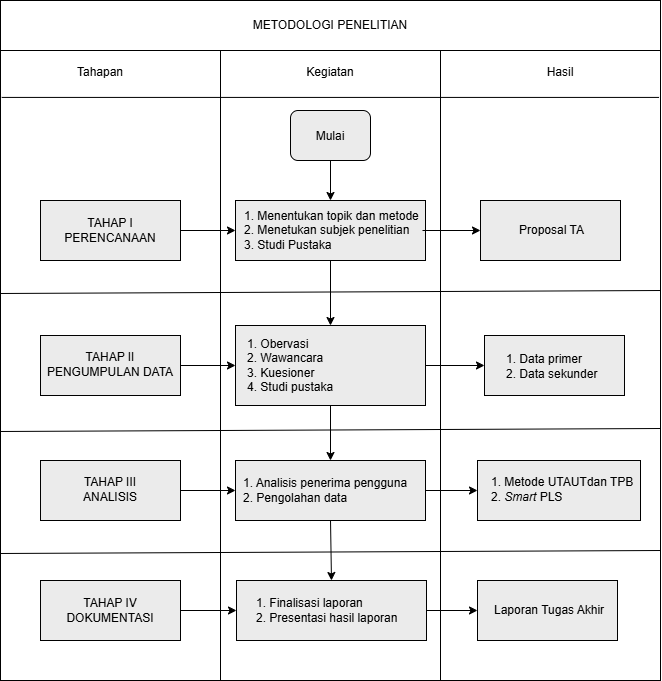 METODOLOGI PENELITIAN
Tahapan
Kegiatan
Hasil
Mulai
TAHAP I
PERENCANAAN
1. Menentukan topik dan metode
2. Menetukan subjek penelitian
3. Studi Pustaka
Proposal TA
TAHAP II
PENGUMPULAN DATA
1. Obervasi
2. Wawancara
3. Kuesioner
4. Studi pustaka
1. Data primer
2. Data sekunder
TAHAP III
ANALISIS
1. Analisis penerima pengguna
2. Pengolahan data
1. Metode UTAUTdan TPB
2. Smart PLS
TAHAP IV
DOKUMENTASI
1. Finalisasi laporan
2. Presentasi hasil laporan
Laporan Tugas Akhir